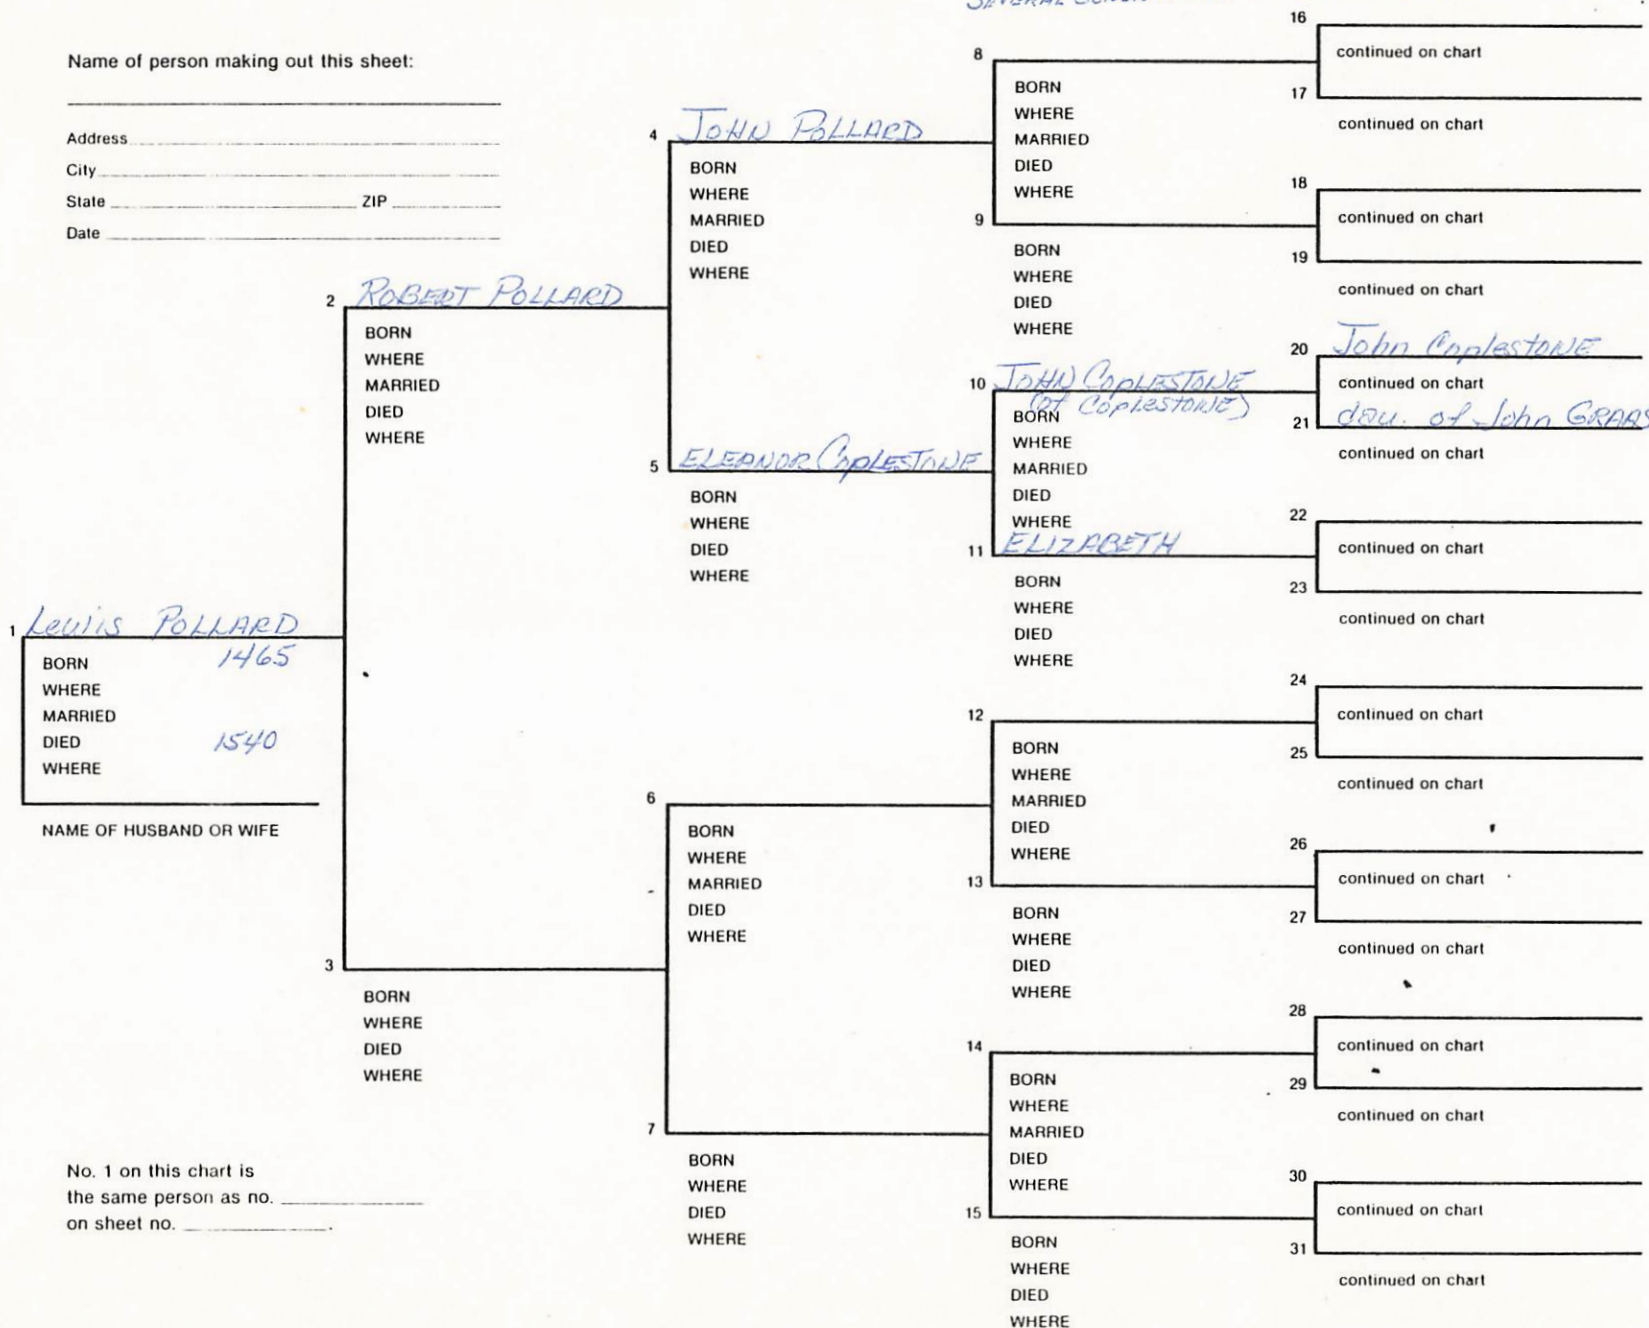 SEVERAL
Name of person making out this sheet:
Address
City
State ZIP
Date
1 Lewis POLLARD
BORN 1465
WHERE
MARRIED
DIED 1540
WHERE
NAME OF HUSBAND OR WIFE
No. 1 on this chart is
the same person as no.
on sheet no. .
2 ROBERT POLLARD
BORN
WHERE
MARRIED
DIED
WHERE
3
BORN
WHERE
DIED
WHERE
4 JOHN POLLARD
BORN
WHERE
MARRIED
DIED
WHERE
5 ELEANOR COPLESTONE
BORN
WHERE
DIED
WHERE
6
BORN
WHERE
MARRIED
DIED
WHERE
7
BORN
WHERE
DIED
WHERE
8
BORN
WHERE
MARRIED
DIED
WHERE
9
BORN
WHERE
DIED
WHERE
10 JOHN COPLESTONE
(of COPLESTONE)
BORN
WHERE
MARRIED
DIED
WHERE
11 ELIZABETH
BORN
WHERE
DIED
WHERE
12
BORN
WHERE
MARRIED
DIED
WHERE
13
BORN
WHERE
DIED
WHERE
14
BORN
WHERE
MARRIED
DIED
WHERE
15
BORN
WHERE
DIED
WHERE
16
continued on chart
17
continued on chart
18
continued on chart
19
continued on chart
20 John Coplestone
continued on chart
21 dau. of John
continued on chart
22
continued on chart
23
continued on chart
24
continued on chart
25
continued on chart
26
continued on chart
27
continued on chart
28
continued on chart
29
continued on chart
30
continued on chart
31
continued on chart